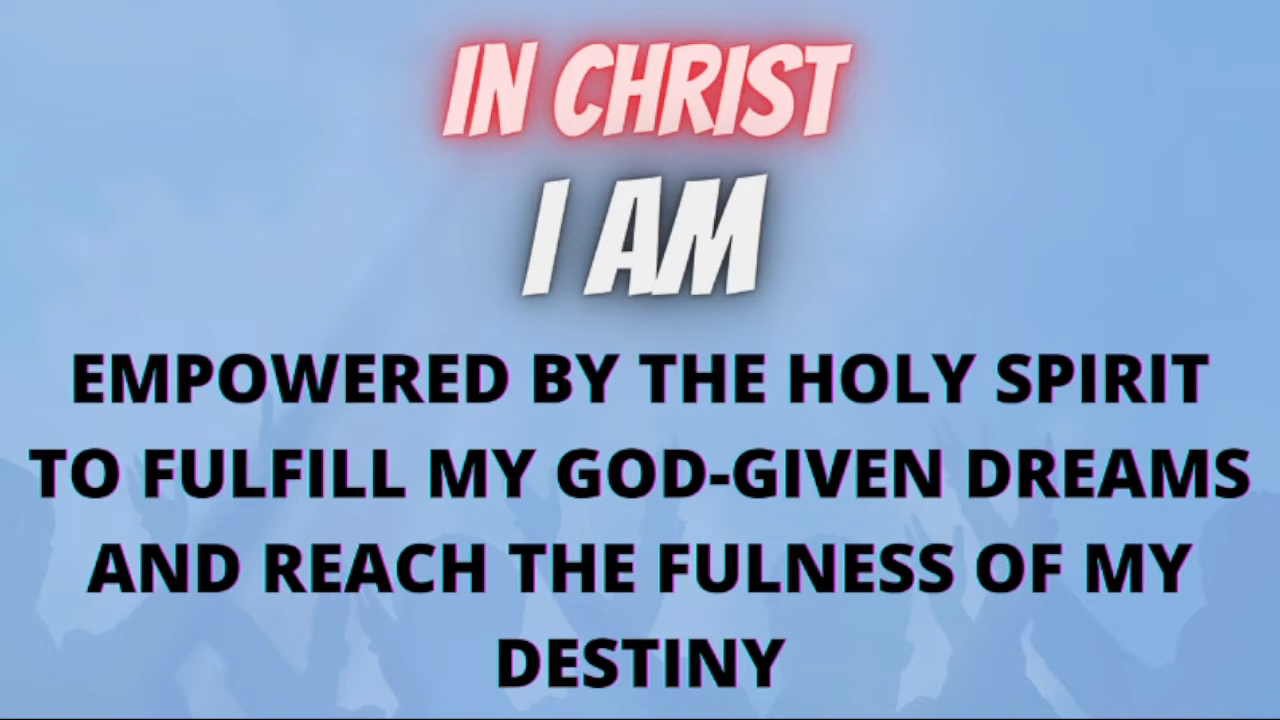 IN CHRIST
I AM
EMPOWERED BY THE HOLY SPIRIT
TO FULFILL MY GOD-GIVEN DREAMS
AND REACH THE FULNESS OF MY
DESTINY